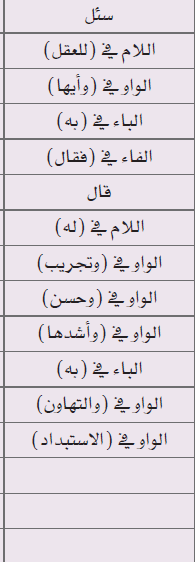 سئل
اللام في (للعقل)
الواو في (وأيها)
الباء في (به)
الفاء في (فقال)
قال
اللام في (له)
الواو في (وتجريب)
الواو في (وحسن)
الواو في (وأشدها)
الباء في (به)
الواو في (والتهاون)
الواو في (الاستبداد)